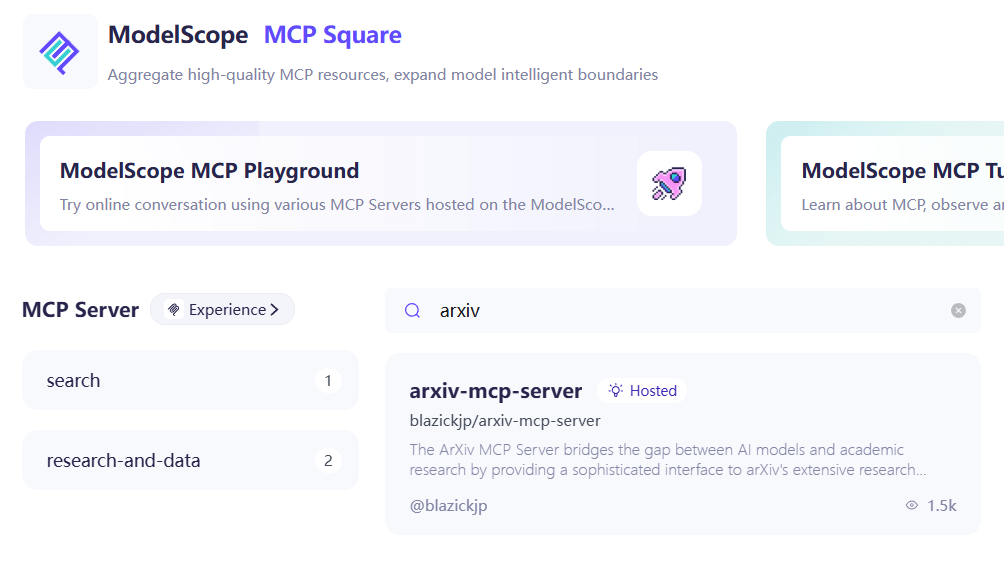 ModelScope MCP Square
Aggregate high-quality MCP resources, expand model intelligent boundaries
ModelScope MCP Playground
Try online conversation using various MCP Servers hosted on the ModelSco...
ModelScope MCP Tu
Learn about MCP, observe a
MCP Server
Experience
arxiv
search
1
research-and-data
2
arxiv-mcp-server
Hosted
blazickjp/arxiv-mcp-server
The ArXiv MCP Server bridges the gap between AI models and academic
research by providing a sophisticated interface to arXiv's extensive research...
@blazickjp
1.5k